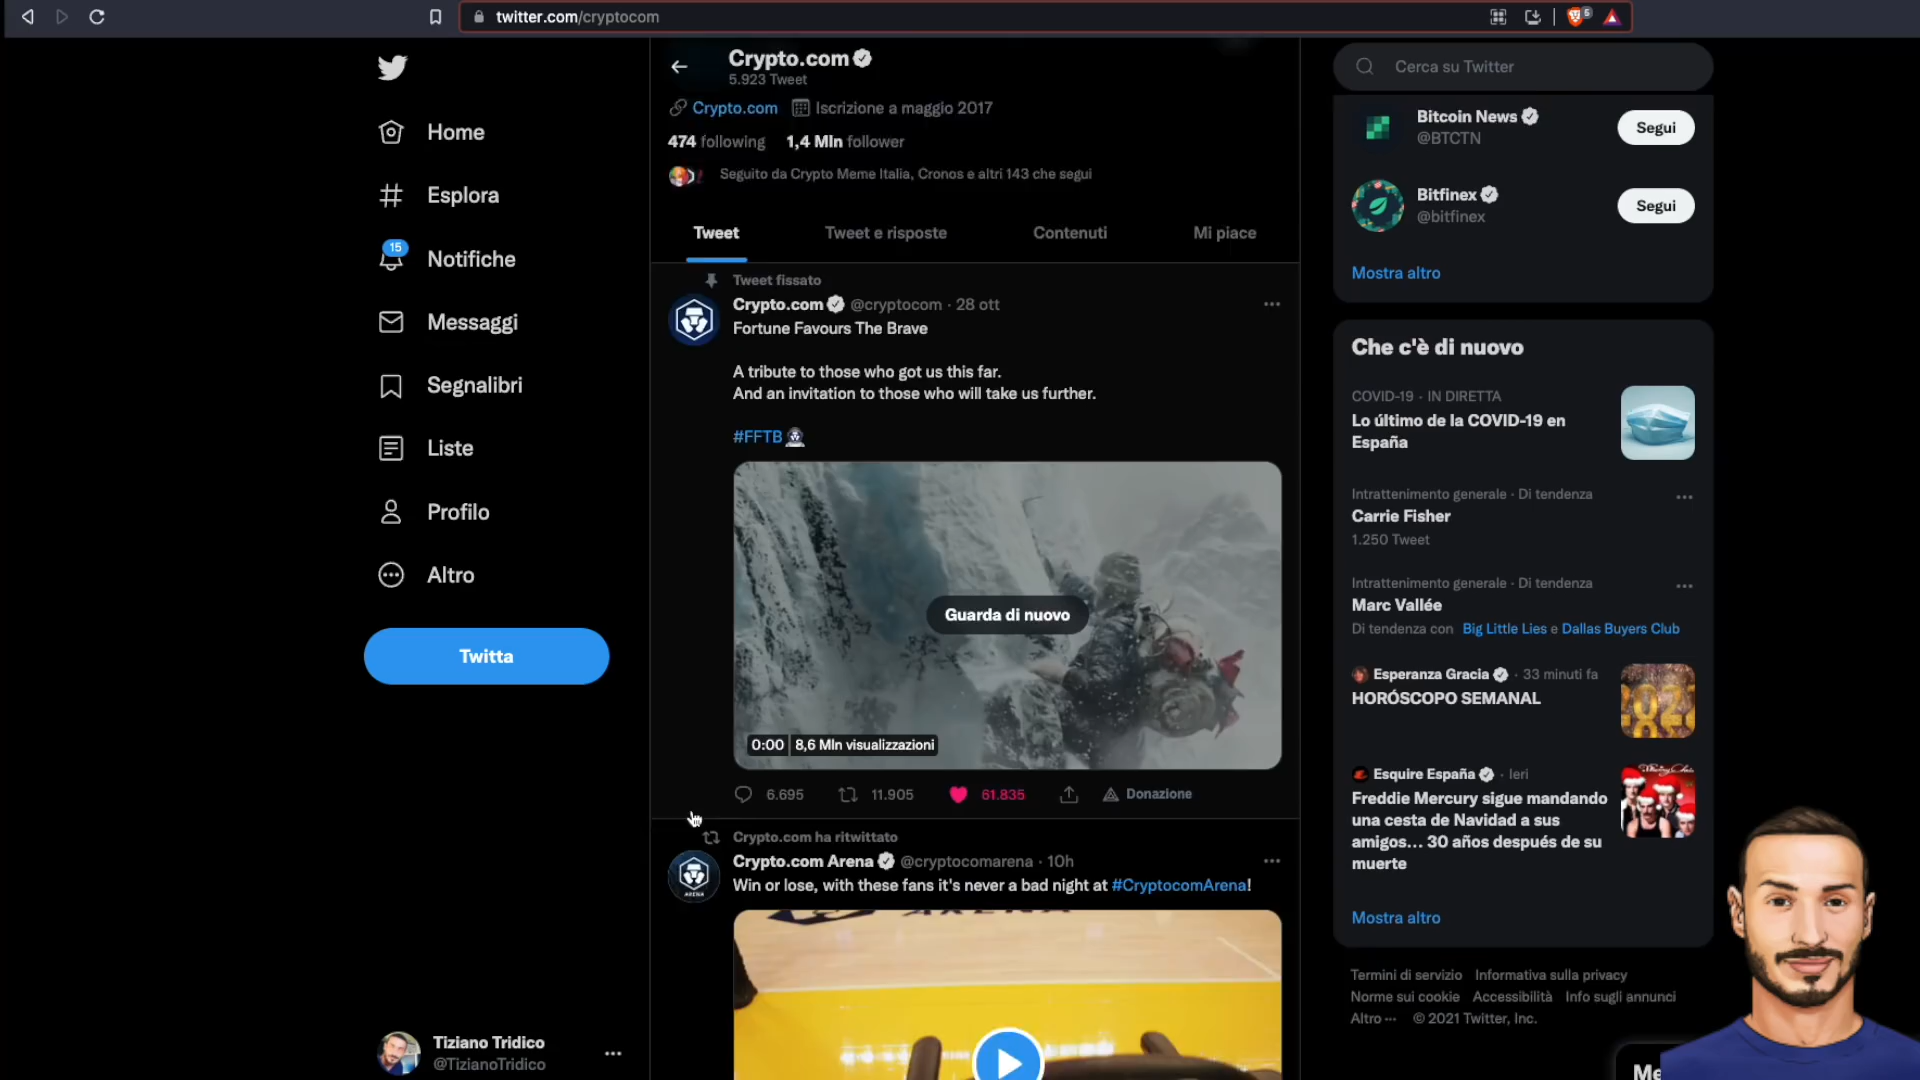 twitter.com/cryptocom
5
Home
Esplora
15
Notifiche
Messaggi
Segnalibri
Liste
Profilo
Altro
Twitta
Tiziano Tridico
@TizianoTridico
Crypto.com
5.923 Tweet
Crypto.com Iscrizione a maggio 2017
474 following 1,4 Mln follower
Seguito da Crypto Meme Italia, Cronos e altri 143 che segui
Tweet Tweet e risposte Contenuti Mi piace
Tweet fissato
Crypto.com @cryptocom · 28 ott
Fortune Favours The Brave
A tribute to those who got us this far.
And an invitation to those who will take us further.
#FFTB
Guarda di nuovo
0:00 8,6 Mln visualizzazioni
6.695 11.905 61.835 Donazione
Crypto.com ha ritwittato
Crypto.com Arena @cryptocomarena · 10h
Win or lose, with these fans it's never a bad night at #CryptocomArena!
ARENA
Cerca su Twitter
Bitcoin News
@BTCTN
Segui
Bitfinex
@bitfinex
Segui
Mostra altro
Che c'è di nuovo
COVID-19 · IN DIRETTA
Lo último de la COVID-19 en
España
Intrattenimento generale · Di tendenza
Carrie Fisher
1.250 Tweet
Intrattenimento generale · Di tendenza
Marc Vallée
Di tendenza con Big Little Lies e Dallas Buyers Club
Esperanza Gracia · 33 minuti fa
HORÓSCOPO SEMANAL
Esquire España · Ieri
Freddie Mercury sigue mandando
una cesta de Navidad a sus
amigos... 30 años después de su
muerte
Mostra altro
Termini di servizio Informativa sulla privacy
Norme sui cookie Accessibilità Info sugli annunci
Altro ··· © 2021 Twitter, Inc.